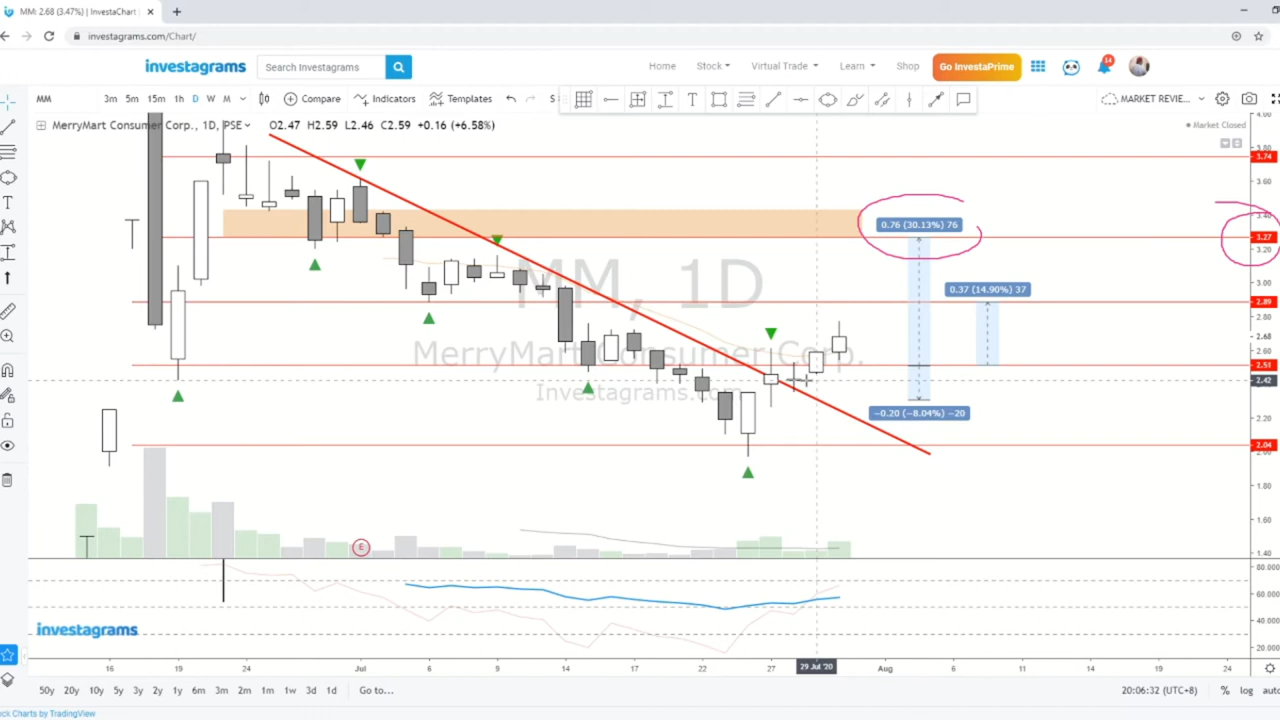 MM: 2.68 (3.47%) | InvestaChart
investagrams.com/Chart/
investagrams Search Investagrams Home Stock Virtual Trade Learn Shop Go InvestaPrime 14
MM 3m 5m 15m 1h D W M Compare Indicators Templates S MARKET REVIE...
MerryMart Consumer Corp., 1D, PSE O2.47 H2.59 L2.46 C2.59 +0.16 (+6.58%)
Market Closed
4.00
3.80
3.74
3.60
3.40
0.76 (30.13%) 76
3.27
3.20
MM, 1D
3.00
0.37 (14.90%) 37
2.89
2.80
2.68
MerryMart Consumer Corp.
2.60
2.51
2.42
Investagrams.com
−0.20 (−8.04%) −20
2.20
2.04
2.00
1.80
1.60
E
1.40
80.000
60.000
investagrams
20.000
16 19 24 Jul 6 9 14 17 22 27 29 Jul '20 Aug 6 11 14 19 24
50y 20y 10y 5y 3y 2y 1y 6m 3m 2m 1m 1w 3d 1d Go to... 20:06:32 (UTC+8) % log auto
ock Charts by TradingView